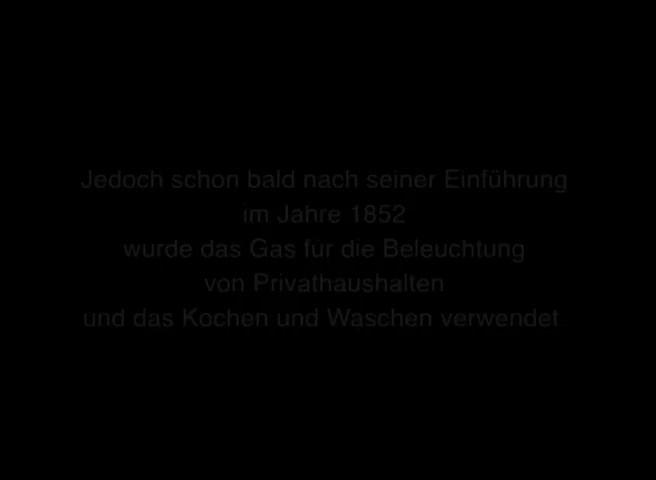 Jedoch schon bald nach seiner Einführung
im Jahre 1852
wurde das Gas für die Beleuchtung
von Privathaushalten
und das Kochen und Waschen verwendet